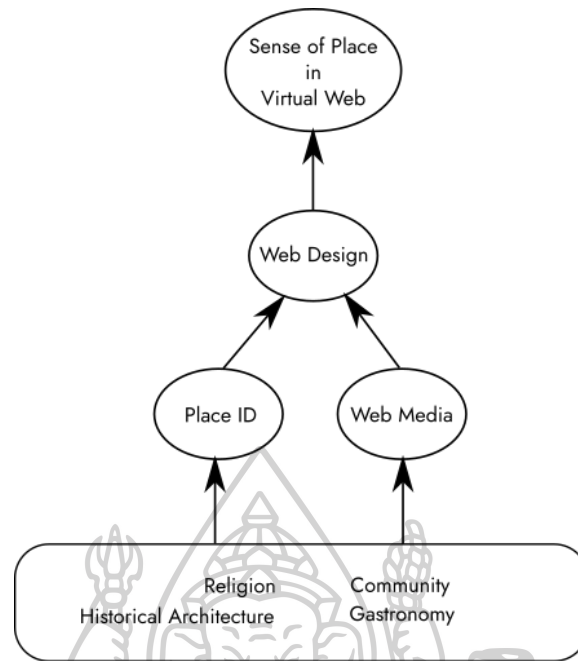 Sense of Place
in
Virtual Web
Web Design
Place ID
Web Media
Religion
Community
Historical Architecture
Gastronomy